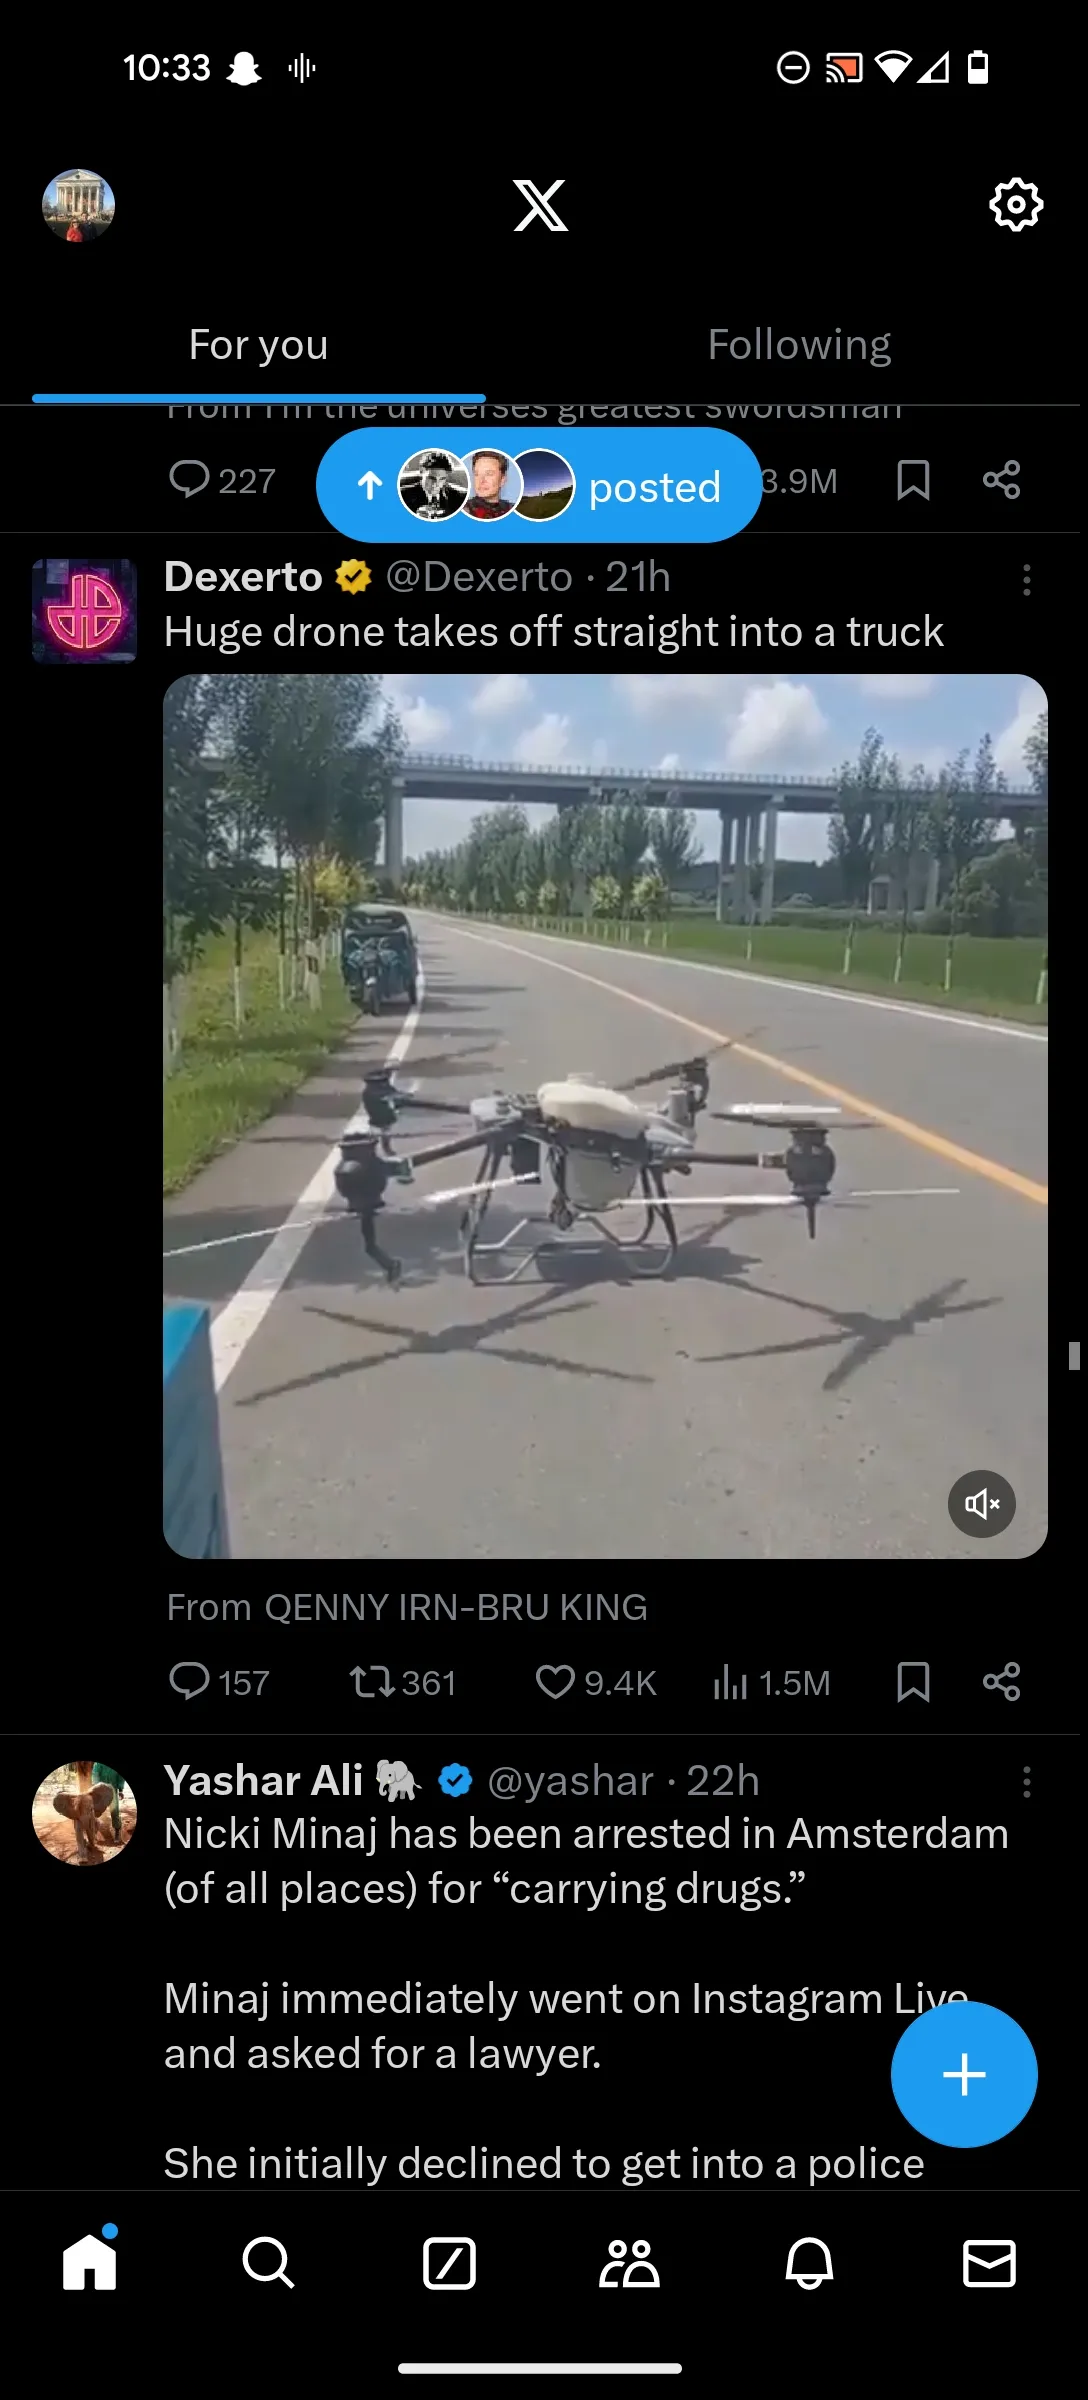 10:33
For you Following
From I'm the universes greatest swordsman
227 posted 3.9M
Dexerto @Dexerto · 21h
Huge drone takes off straight into a truck
From QENNY IRN-BRU KING
157 361 9.4K 1.5M
Yashar Ali 🐘 @yashar · 22h
Nicki Minaj has been arrested in Amsterdam
(of all places) for “carrying drugs.”
Minaj immediately went on Instagram Live
and asked for a lawyer.
She initially declined to get into a police